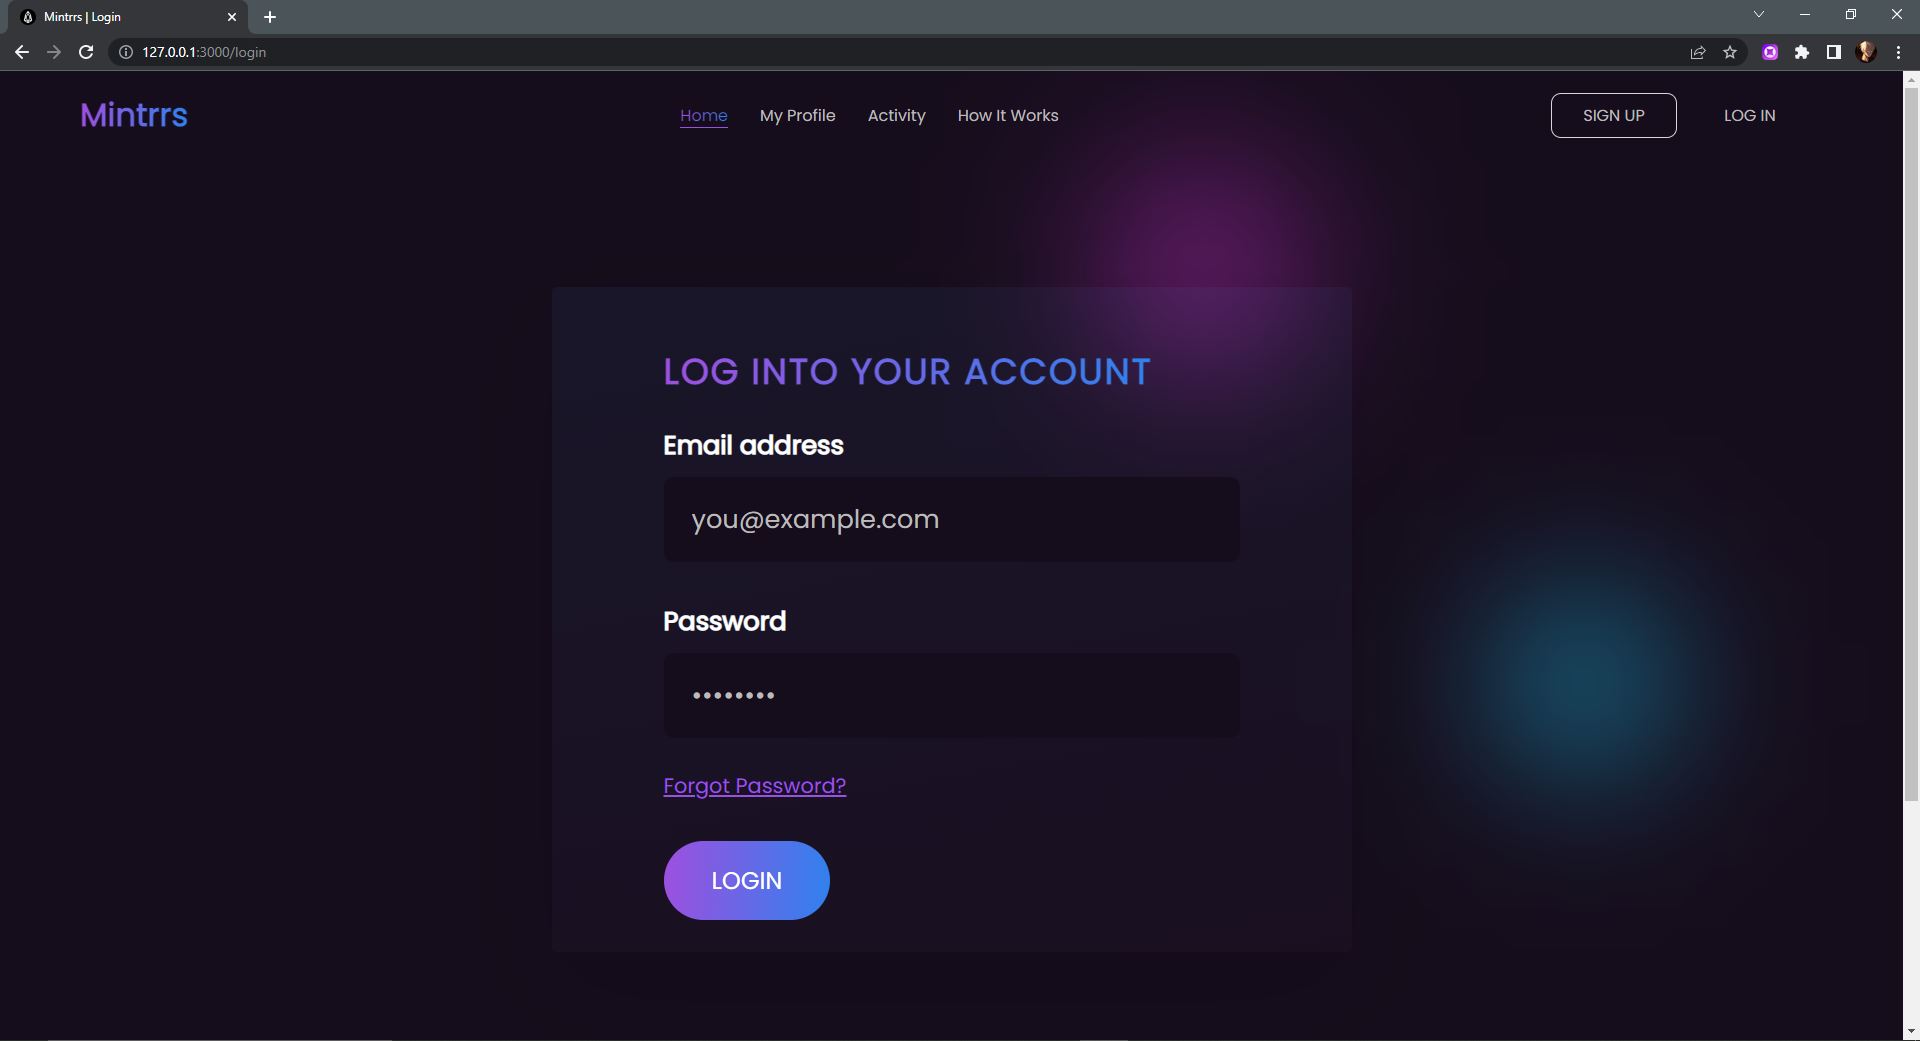 Mintrrs | Login
127.0.0.1:3000/login
Mintrrs
Home
My Profile
Activity
How It Works
SIGN UP
LOG IN
LOG INTO YOUR ACCOUNT
Email address
you@example.com
Password
••••••••
Forgot Password?
LOGIN